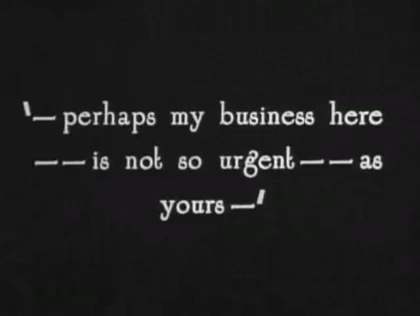 '— perhaps my business here
— — is not so urgent — — as
yours —'